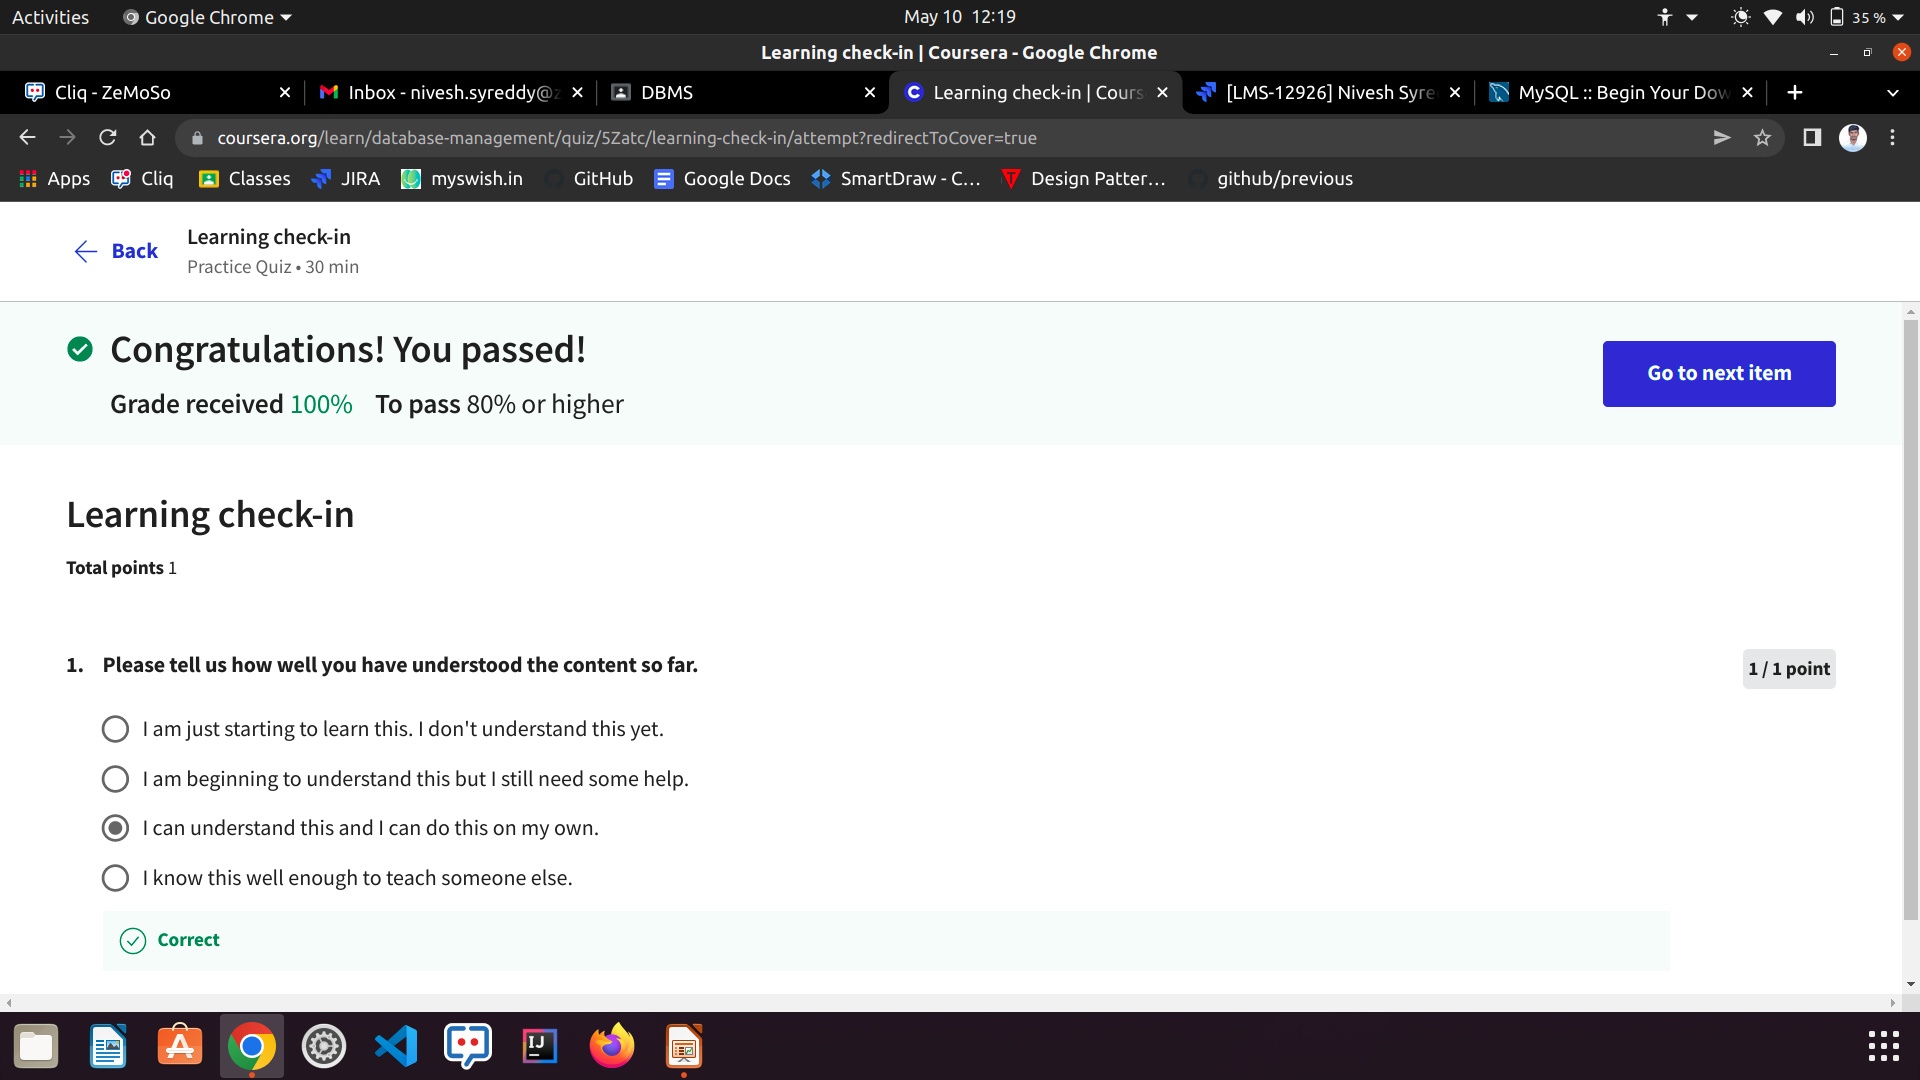 Activities Google Chrome May 10 12:19 35 %
Learning check-in | Coursera - Google Chrome
Cliq - ZeMoSo Inbox - nivesh.syreddy@z DBMS Learning check-in | Cours [LMS-12926] Nivesh Syre MySQL :: Begin Your Dow
coursera.org/learn/database-management/quiz/5Zatc/learning-check-in/attempt?redirectToCover=true
Apps Cliq Classes JIRA myswish.in GitHub Google Docs SmartDraw - C... Design Patter... github/previous
Back
Learning check-in
Practice Quiz • 30 min
Congratulations! You passed!
Grade received 100% To pass 80% or higher
Go to next item
Learning check-in
Total points 1
1. Please tell us how well you have understood the content so far.
1 / 1 point
I am just starting to learn this. I don't understand this yet.
I am beginning to understand this but I still need some help.
I can understand this and I can do this on my own.
I know this well enough to teach someone else.
Correct